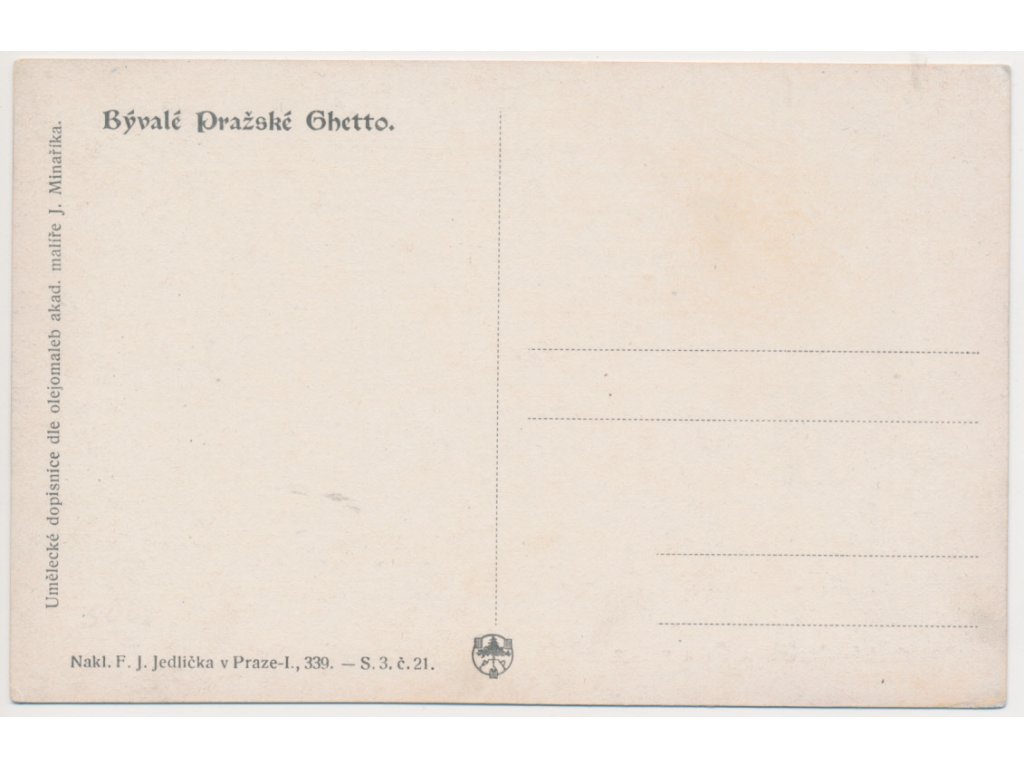 Bývalé Pražské Ghetto.
Umělecké dopisnice dle olejomaleb akad. malíře J. Minaříka.
Nakl. F. J. Jedlička v Praze-I., 339. — S. 3. č. 21.